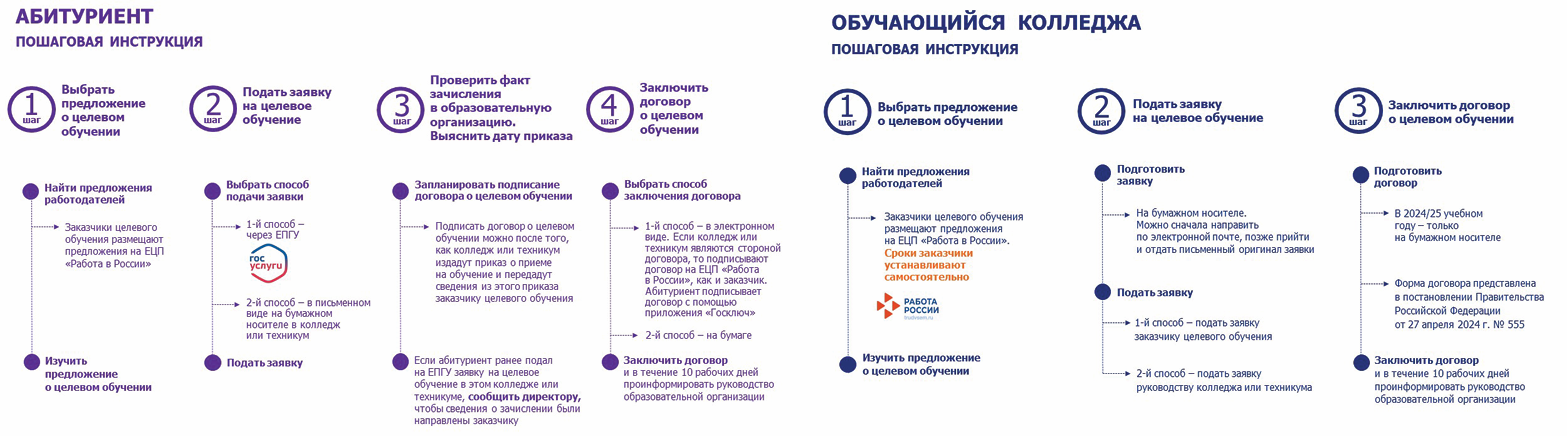 АБИТУРИЕНТ
ПОШАГОВАЯ ИНСТРУКЦИЯ
1
шаг
Выбрать
предложение
о целевом
обучении
Найти предложения
работодателей
Заказчики целевого
обучения размещают
предложения на ЕЦП
«Работа в России»
Изучить
предложение
о целевом обучении
2
шаг
Подать заявку
на целевое
обучение
Выбрать способ
подачи заявки
1-й способ –
через ЕПГУ
гос
услуги
2-й способ – в письменном
виде на бумажном
носителе в колледж
или техникум
Подать заявку
3
шаг
Проверить факт
зачисления
в образовательную
организацию.
Выяснить дату приказа
Запланировать подписание
договора о целевом обучении
Подписать договор о целевом
обучении можно после того,
как колледж или техникум
издадут приказ о приеме
на обучение и передадут
сведения из этого приказа
заказчику целевого обучения
Если абитуриент ранее подал
на ЕПГУ заявку на целевое
обучение в этом колледже или
техникуме, сообщить директору,
чтобы сведения о зачислении были
направлены заказчику
4
шаг
Заключить
договор
о целевом
обучении
Выбрать способ
заключения договора
1-й способ – в электронном
виде. Если колледж или
техникум являются стороной
договора, то подписывают
договор на ЕЦП «Работа
в России», как и заказчик.
Абитуриент подписывает
договор с помощью
приложения «Госключ»
2-й способ – на бумаге
Заключить договор
и в течение 10 рабочих дней
проинформировать руководство
образовательной организации
ОБУЧАЮЩИЙСЯ КОЛЛЕДЖА
ПОШАГОВАЯ ИНСТРУКЦИЯ
1
шаг
Выбрать предложение
о целевом обучении
Найти предложения
работодателей
Заказчики целевого обучения
размещают предложения
на ЕЦП «Работа в России».
Сроки заказчики
устанавливают
самостоятельно
РАБОТА
РОССИИ
trudvsem.ru
Изучить предложение
о целевом обучении
2
шаг
Подать заявку
на целевое обучение
Подготовить
заявку
На бумажном носителе.
Можно сначала направить
по электронной почте, позже прийти
и отдать письменный оригинал заявки
Подать заявку
1-й способ – подать заявку
заказчику целевого обучения
2-й способ – подать заявку
руководству колледжа или техникума
3
шаг
Заключить договор
о целевом обучении
Подготовить
договор
В 2024/25 учебном
году – только
на бумажном носителе
Форма договора представлена
в постановлении Правительства
Российской Федерации
от 27 апреля 2024 г. № 555
Заключить договор
и в течение 10 рабочих дней
проинформировать руководство
образовательной организации